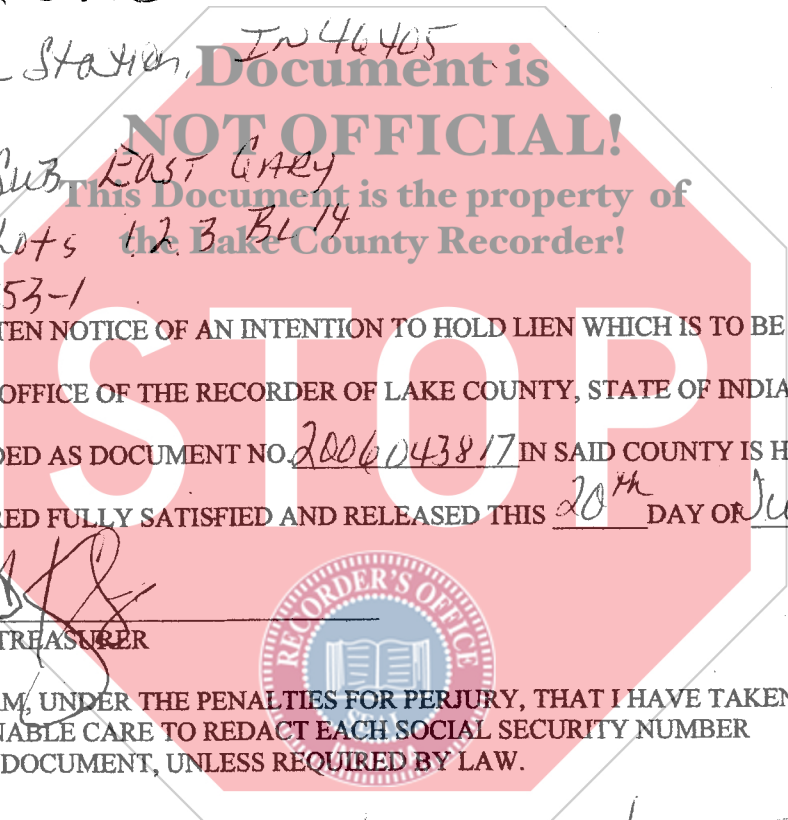 Station, IN 46405
Document is
NOT OFFICIAL!
Sub East Gary
This Document is the property of
Lots 1 2 3 BL 14
the Lake County Recorder!
53-1
TEN NOTICE OF AN INTENTION TO HOLD LIEN WHICH IS TO BE
OFFICE OF THE RECORDER OF LAKE COUNTY, STATE OF INDIA
DED AS DOCUMENT NO. 2006043817 IN SAID COUNTY IS H
RED FULLY SATISFIED AND RELEASED THIS 20th DAY OF Ju
STOP
TREASURER
RECORDER'S OFFICE
SEAL
AM, UNDER THE PENALTIES FOR PERJURY, THAT I HAVE TAKEN
NABLE CARE TO REDACT EACH SOCIAL SECURITY NUMBER
DOCUMENT, UNLESS REQUIRED BY LAW.